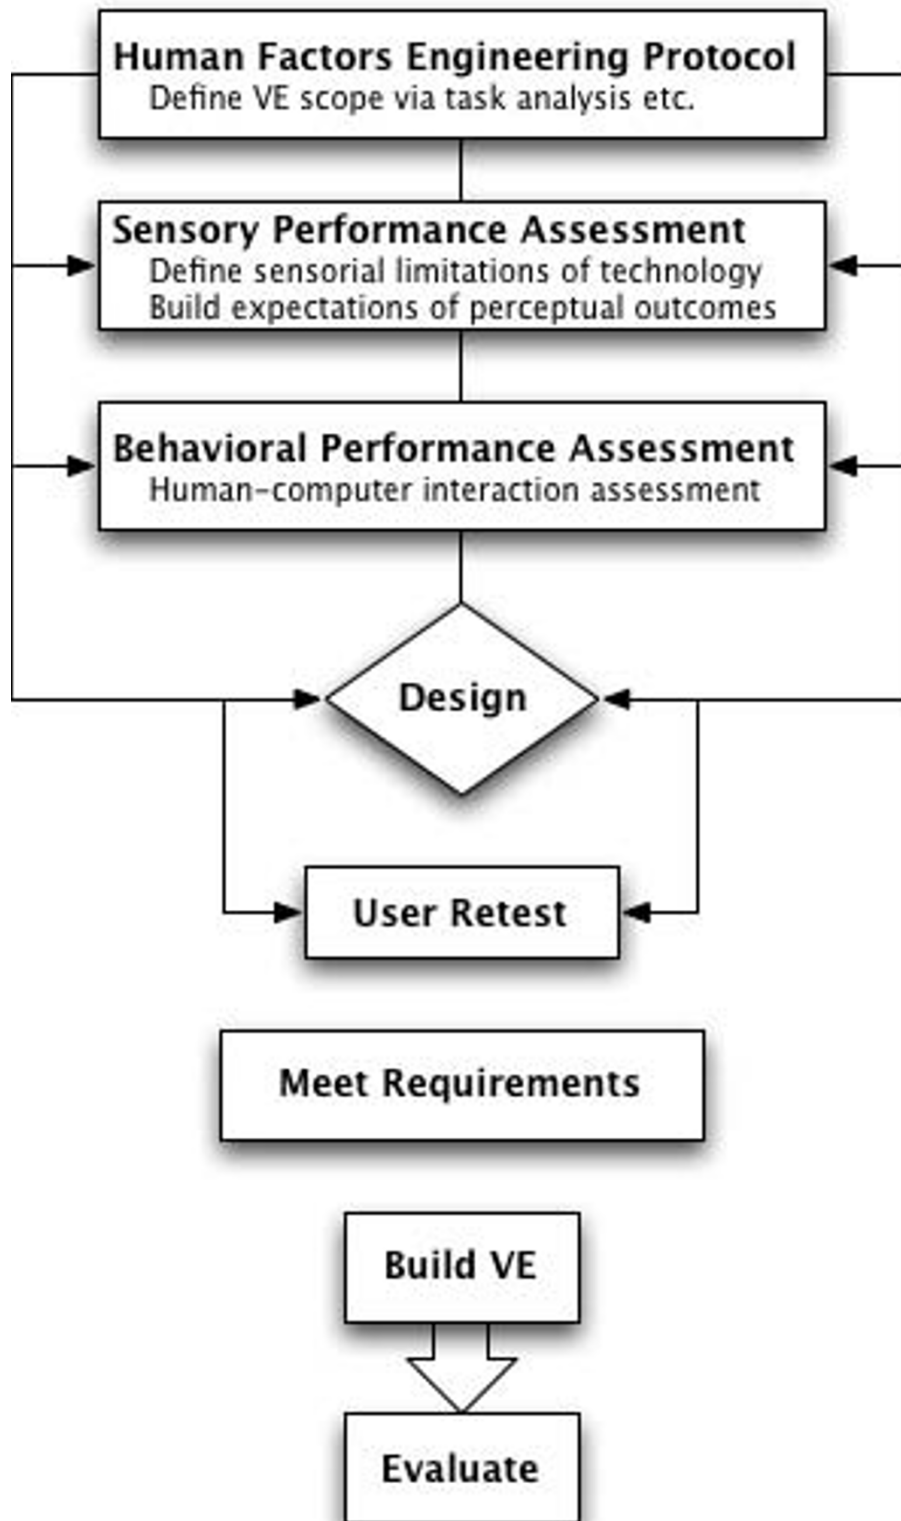 Human Factors Engineering Protocol
Define VE scope via task analysis etc.
Sensory Performance Assessment
Define sensorial limitations of technology
Build expectations of perceptual outcomes
Behavioral Performance Assessment
Human-computer interaction assessment
Design
User Retest
Meet Requirements
Build VE
Evaluate